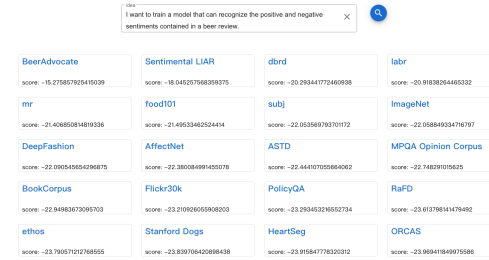 idea
I want to train a model that can recognize the positive and negative
sentiments contained in a beer review.
BeerAdvocate
score: -15.275857925415039
Sentimental LIAR
score: -18.045257568359375
dbrd
score: -20.293441772460938
labr
score: -20.91838264465332
mr
score: -21.406850814819336
food101
score: -21.49533462524414
subj
score: -22.053569793701172
ImageNet
score: -22.058849334716797
DeepFashion
score: -22.090545654296875
AffectNet
score: -22.380084991455078
ASTD
score: -22.444107055664062
MPQA Opinion Corpus
score: -22.748291015625
BookCorpus
score: -22.94983673095703
Flickr30k
score: -23.210926055908203
PolicyQA
score: -23.293453216552734
RaFD
score: -23.613798141479492
ethos
score: -23.790571212768555
Stanford Dogs
score: -23.839706420898438
HeartSeg
score: -23.915847778320312
ORCAS
score: -23.969411849975586